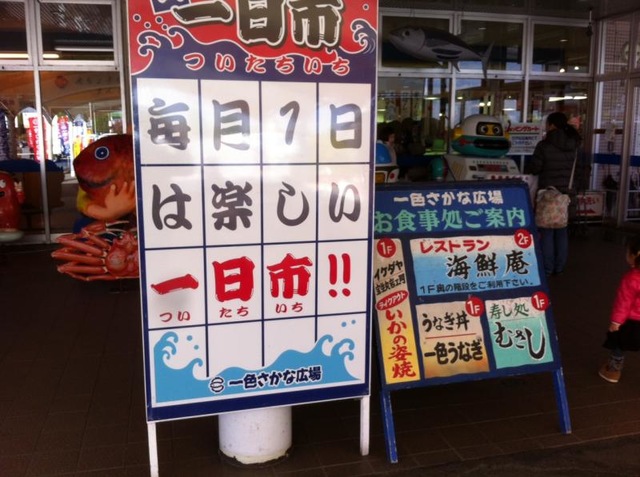 一日市
ついたちいち
毎月1日
は楽しい
一日市!!
ついたちいち
一色さかな広場
一色さかな広場
お食事処ご案内
1F
イケダヤ
テイクアウト
いかの姿焼
レストラン
2F
海鮮庵
1F奥の階段をご利用下さい。
1F
うなぎ丼
一色うなぎ
1F
寿し処
むさし